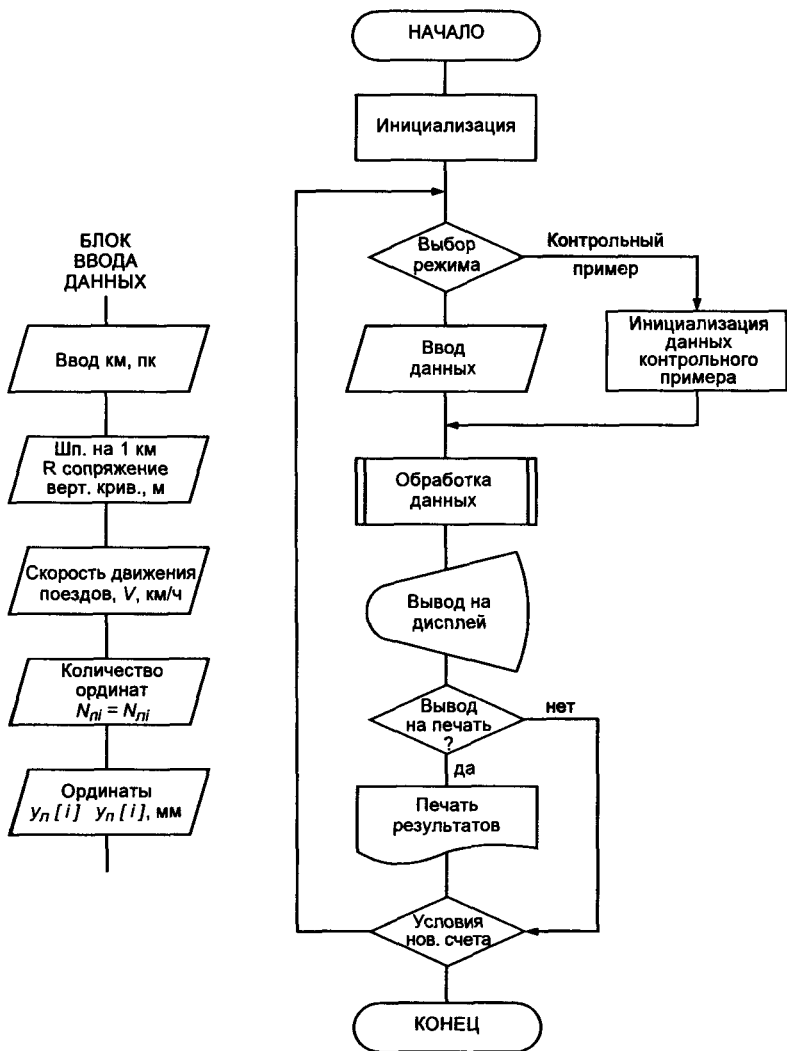 НАЧАЛО
Инициализация
Выбор
режима
Контрольный
пример
Ввод
данных
Инициализация
данных
контрольного
примера
Обработка
данных
Вывод на
дисплей
Вывод
на печать
?
нет
да
Печать
результатов
Условия
нов. счета
КОНЕЦ
БЛОК
ВВОДА
ДАННЫХ
Ввод км, пк
Шп. на 1 км
R сопряжение
верт. крив., м
Скорость движения
поездов, V, км/ч
Количество
ординат
Nпi = Nлi
Ординаты
yл [ i ] yп [ i ], мм